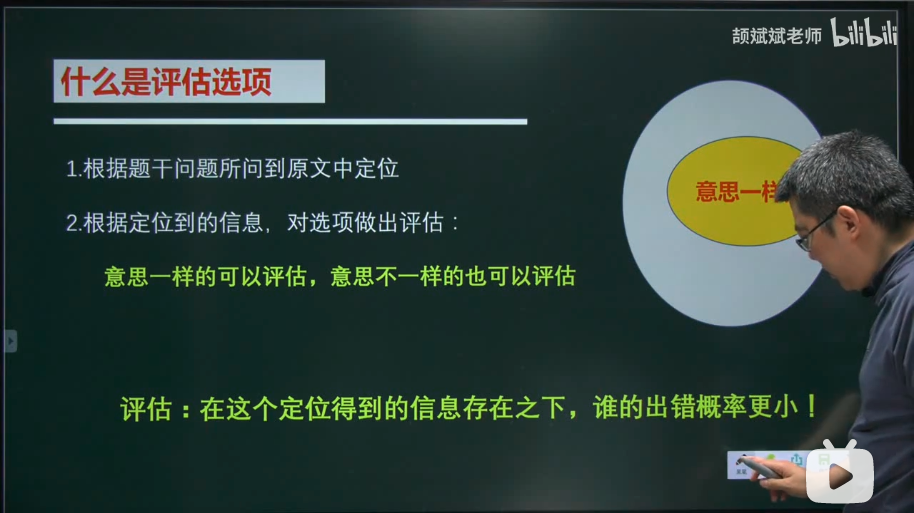 颉斌斌老师 bilibili
什么是评估选项
1.根据题干问题所问到原文中定位
2.根据定位到的信息，对选项做出评估：
意思一样
意思一样的可以评估，意思不一样的也可以评估
评估：在这个定位得到的信息存在之下，谁的出错概率更小！